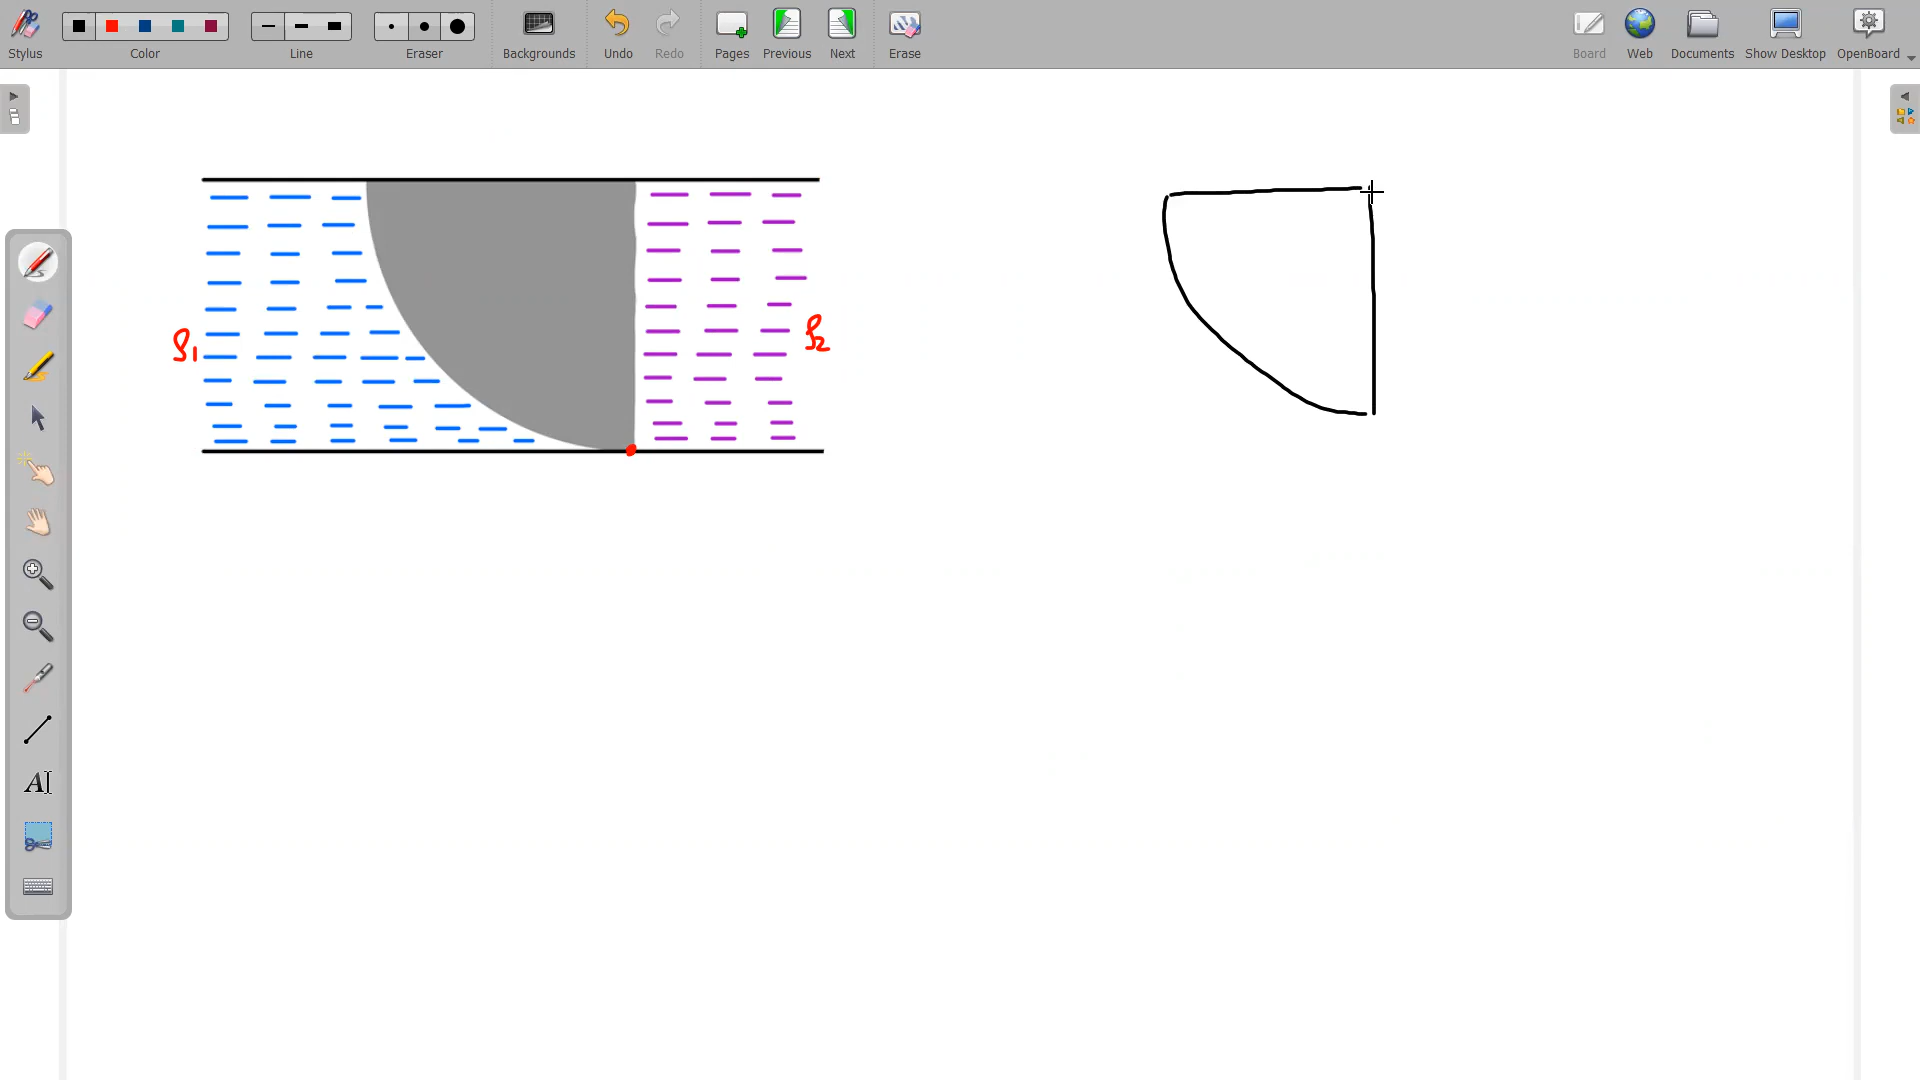 Stylus Color Line Eraser Backgrounds Undo Redo Pages Previous Next Erase Board Web Documents Show Desktop OpenBoard
ρ1 ρ2